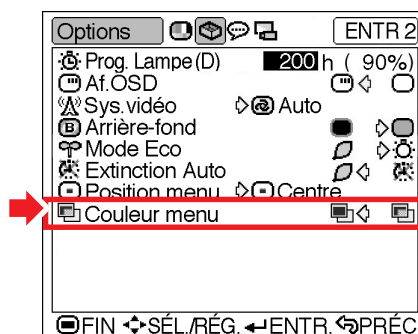 Options ENTR 2
Prog. Lampe(D) 200 h ( 90%)
Af.OSD
Sys.vidéo Auto
B Arrière-fond
Mode Eco
Extinction Auto
Position menu Centre
Couleur menu
FIN SÉL./RÉG. ENTR. PRÉC